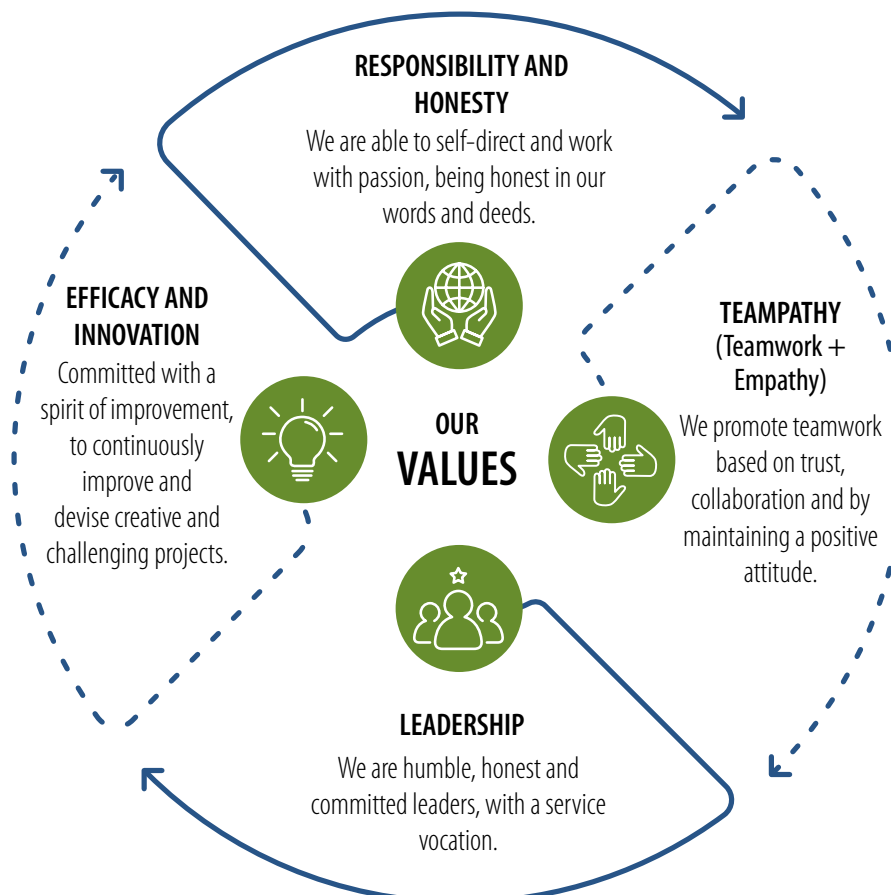 RESPONSIBILITY AND
HONESTY
We are able to self-direct and work
with passion, being honest in our
words and deeds.
EFFICACY AND
INNOVATION
Committed with a
spirit of improvement,
to continuously
improve and
devise creative and
challenging projects.
OUR
VALUES
TEAMPATHY
(Teamwork +
Empathy)
We promote teamwork
based on trust,
collaboration and by
maintaining a positive
attitude.
LEADERSHIP
We are humble, honest and
committed leaders, with a service
vocation.